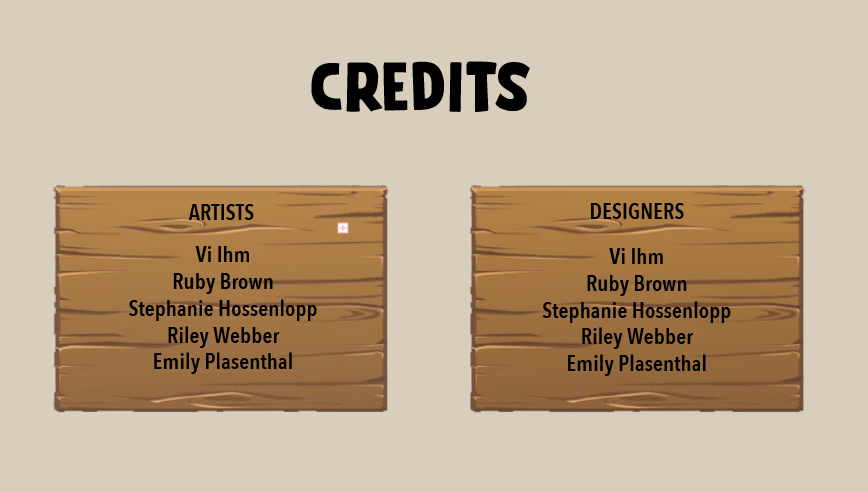 CREDITS
ARTISTS
Vi Ihm
Ruby Brown
Stephanie Hossenlopp
Riley Webber
Emily Plasenthal
DESIGNERS
Vi Ihm
Ruby Brown
Stephanie Hossenlopp
Riley Webber
Emily Plasenthal